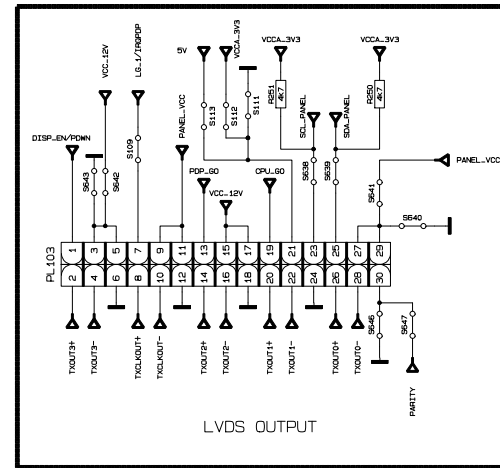 VCC_12V
LG_1/IRQPDP
5V
VCCA_3V3
VCCA_3V3
VCCA_3V3
R251
4K7
R250
4K7
SCL_PANEL
SDA_PANEL
S113
S112
S111
DISP_EN/PDWN
S109
PANEL_VCC
PANEL_VCC
S643
S642
PDP_GO
VCC_12V
CPU_GO
S638
S639
S641
S640
PL103
1 3 5 7 9 11 13 15 17 19 21 23 25 27 29
2 4 6 8 10 12 14 16 18 20 22 24 26 28 30
TXOUT3+
TXOUT3-
TXCLKOUT+
TXCLKOUT-
TXOUT2+
TXOUT2-
TXOUT1+
TXOUT1-
TXOUT0+
TXOUT0-
S646
S647
PARITY
LVDS OUTPUT